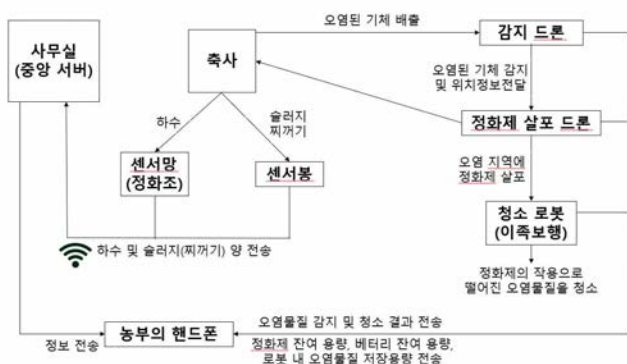 오염된 기체 배출
사무실
(중앙 서버)
축사
감지 드론
오염된 기체 감지
및 위치정보전달
하수
슬러지
찌꺼기
정화제 살포 드론
센서망
(정화조)
센서봉
오염 지역에
정화제 살포
청소 로봇
(이족보행)
하수 및 슬러지(찌꺼기) 양 전송
정화제의 작용으로
떨어진 오염물질을 청소
오염물질 감지 및 청소 결과 전송
정보 전송
농부의 핸드폰
정화제 잔여 용량, 베터리 잔여 용량,
로봇 내 오염물질 저장용량 전송